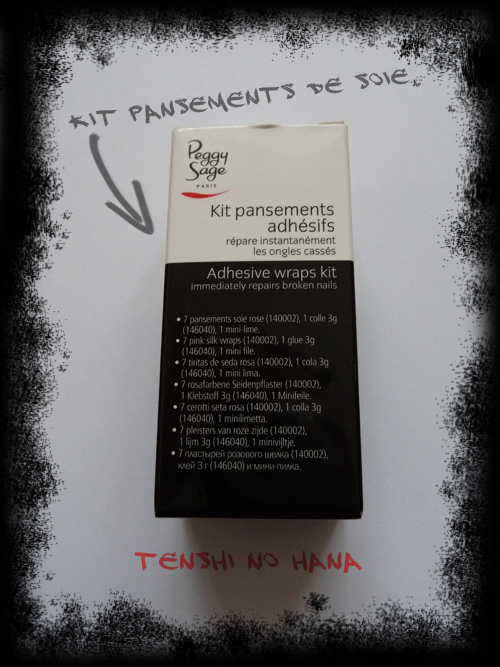 KIT PANSEMENTS DE SOIE.
Peggy
Sage
PARIS
Kit pansements
adhésifs
répare instantanément
les ongles cassés
Adhesive wraps kit
immediately repairs broken nails
• 7 pansements soie rose (140002), 1 colle 3g
(146040), 1 mini-lime.
• 7 pink silk wraps (140002), 1 glue 3g
(146040), 1 mini file.
• 7 tiritas de seda rosa (140002), 1 cola 3g
(146040), 1 mini lima.
• 7 rosafarbene Seidenpflaster (140002),
1 Klebstoff 3g (146040), 1 Minifeile.
• 7 cerotti seta rosa (140002), 1 colla 3g
(146040), 1 minilimetta.
• 7 pleisters van roze zijde (140002),
1 lijm 3g (146040), 1 minivijltje.
• 7 пластырей розового шелка (140002),
клей 3 г (146040) и мини-пилка.
TENSHI NO HANA